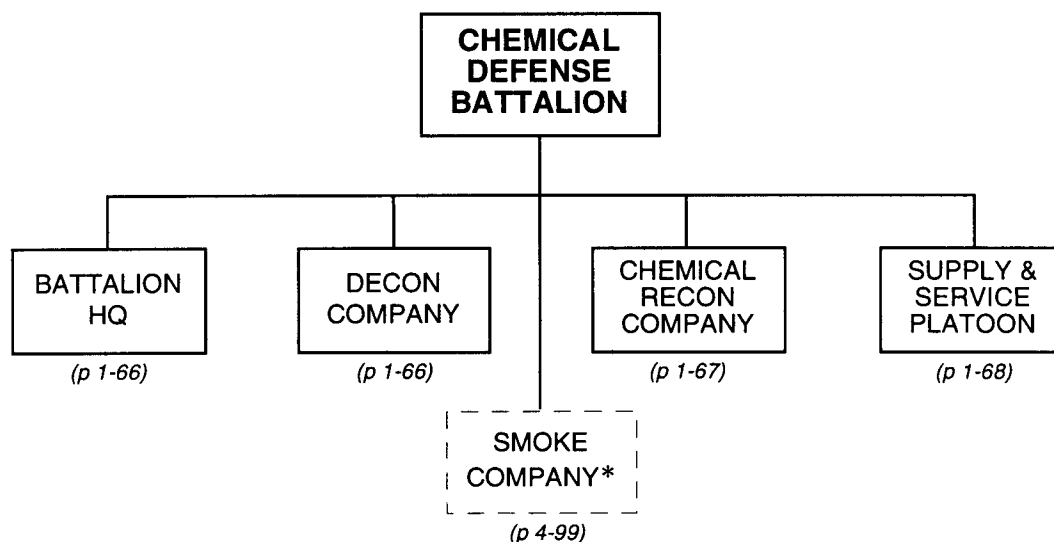 CHEMICAL
DEFENSE
BATTALION
BATTALION
HQ
(p 1-66)
DECON
COMPANY
(p 1-66)
CHEMICAL
RECON
COMPANY
(p 1-67)
SUPPLY &
SERVICE
PLATOON
(p 1-68)
SMOKE
COMPANY*
(p 4-99)